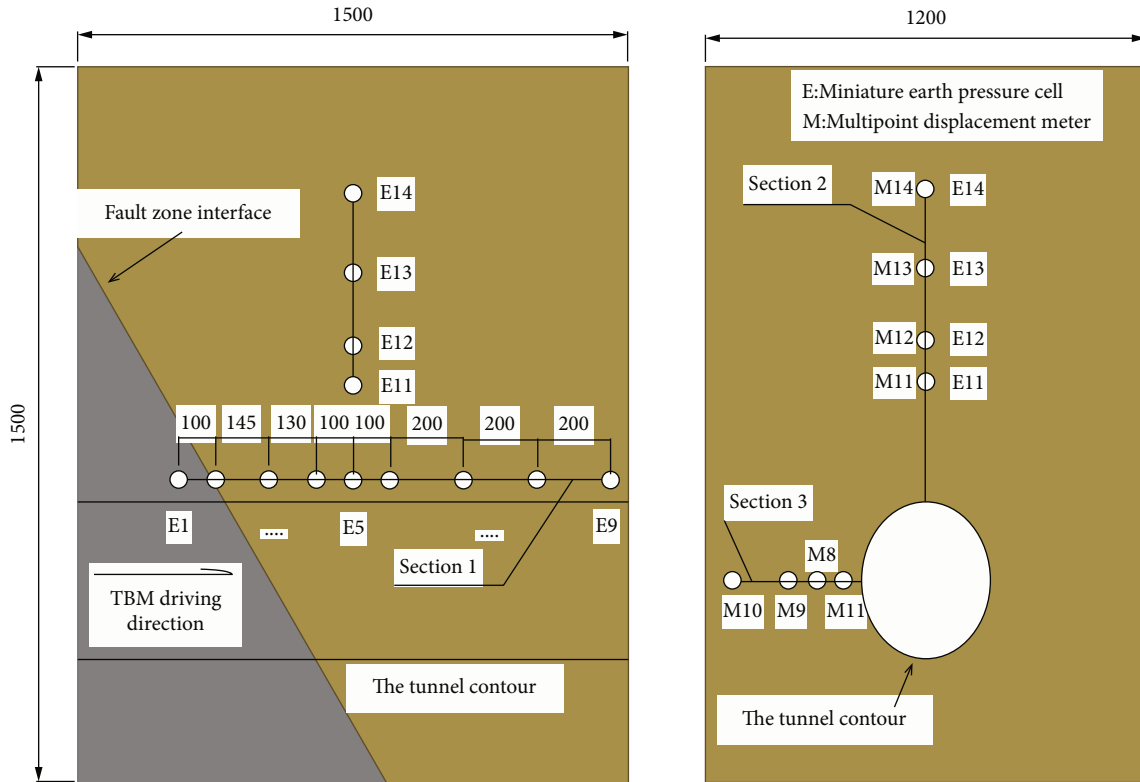 1500
1500
Fault zone interface
E14
E13
E12
E11
100 145 130 100 100 200 200 200
E1 .... E5 .... E9
Section 1
TBM driving
direction
The tunnel contour
1200
E:Miniature earth pressure cell
M:Multipoint displacement meter
Section 2
M14 E14
M13 E13
M12 E12
M11 E11
Section 3
M8
M10 M9 M11
The tunnel contour